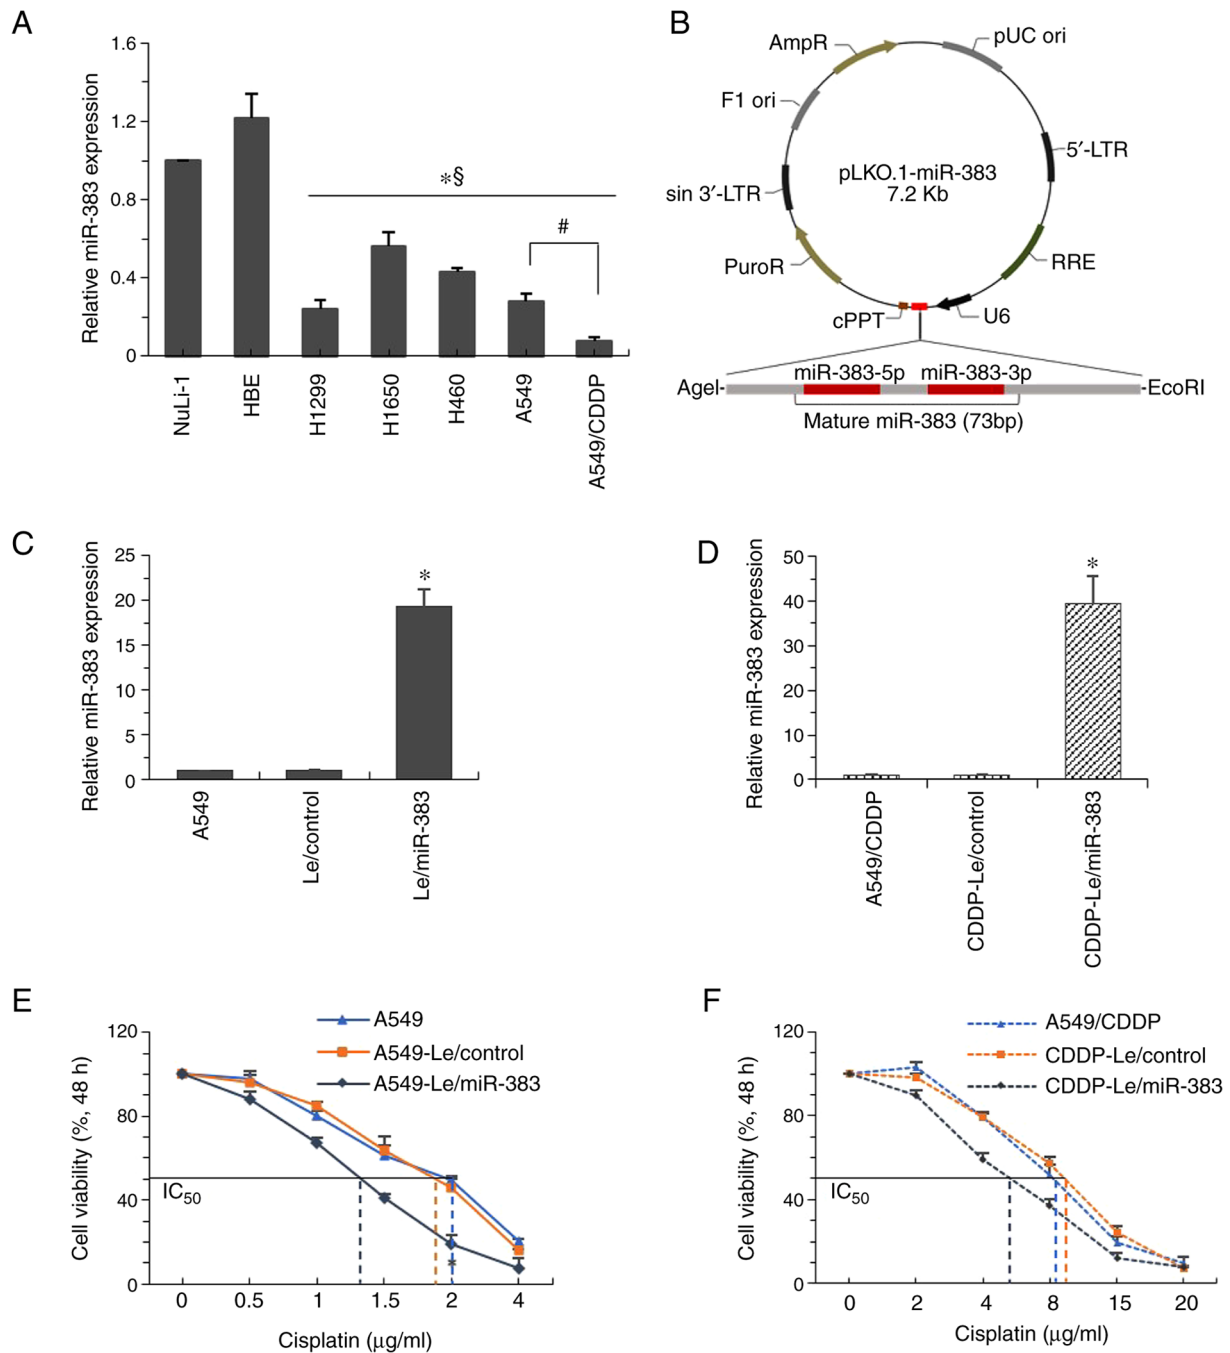 A
Relative miR-383 expression
1.6
1.2
0.8
0.4
0
*§
#
NuLi-1
HBE
H1299
H1650
H460
A549
A549/CDDP
B
AmpR
pUC ori
F1 ori
5′-LTR
pLKO.1-miR-383
7.2 Kb
sin 3′-LTR
PuroR
RRE
cPPT
U6
miR-383-5p
miR-383-3p
AgeI
EcoRI
Mature miR-383 (73bp)
C
Relative miR-383 expression
25
20
15
10
5
0
*
A549
Le/control
Le/miR-383
D
Relative miR-383 expression
50
40
30
20
10
0
*
A549/CDDP
CDDP-Le/control
CDDP-Le/miR-383
E
Cell viability (%, 48 h)
120
80
40
0
A549
A549-Le/control
A549-Le/miR-383
IC50
*
0 0.5 1 1.5 2 4
Cisplatin (μg/ml)
F
Cell viability (%, 48 h)
120
80
40
0
A549/CDDP
CDDP-Le/control
CDDP-Le/miR-383
IC50
0 2 4 8 15 20
Cisplatin (μg/ml)